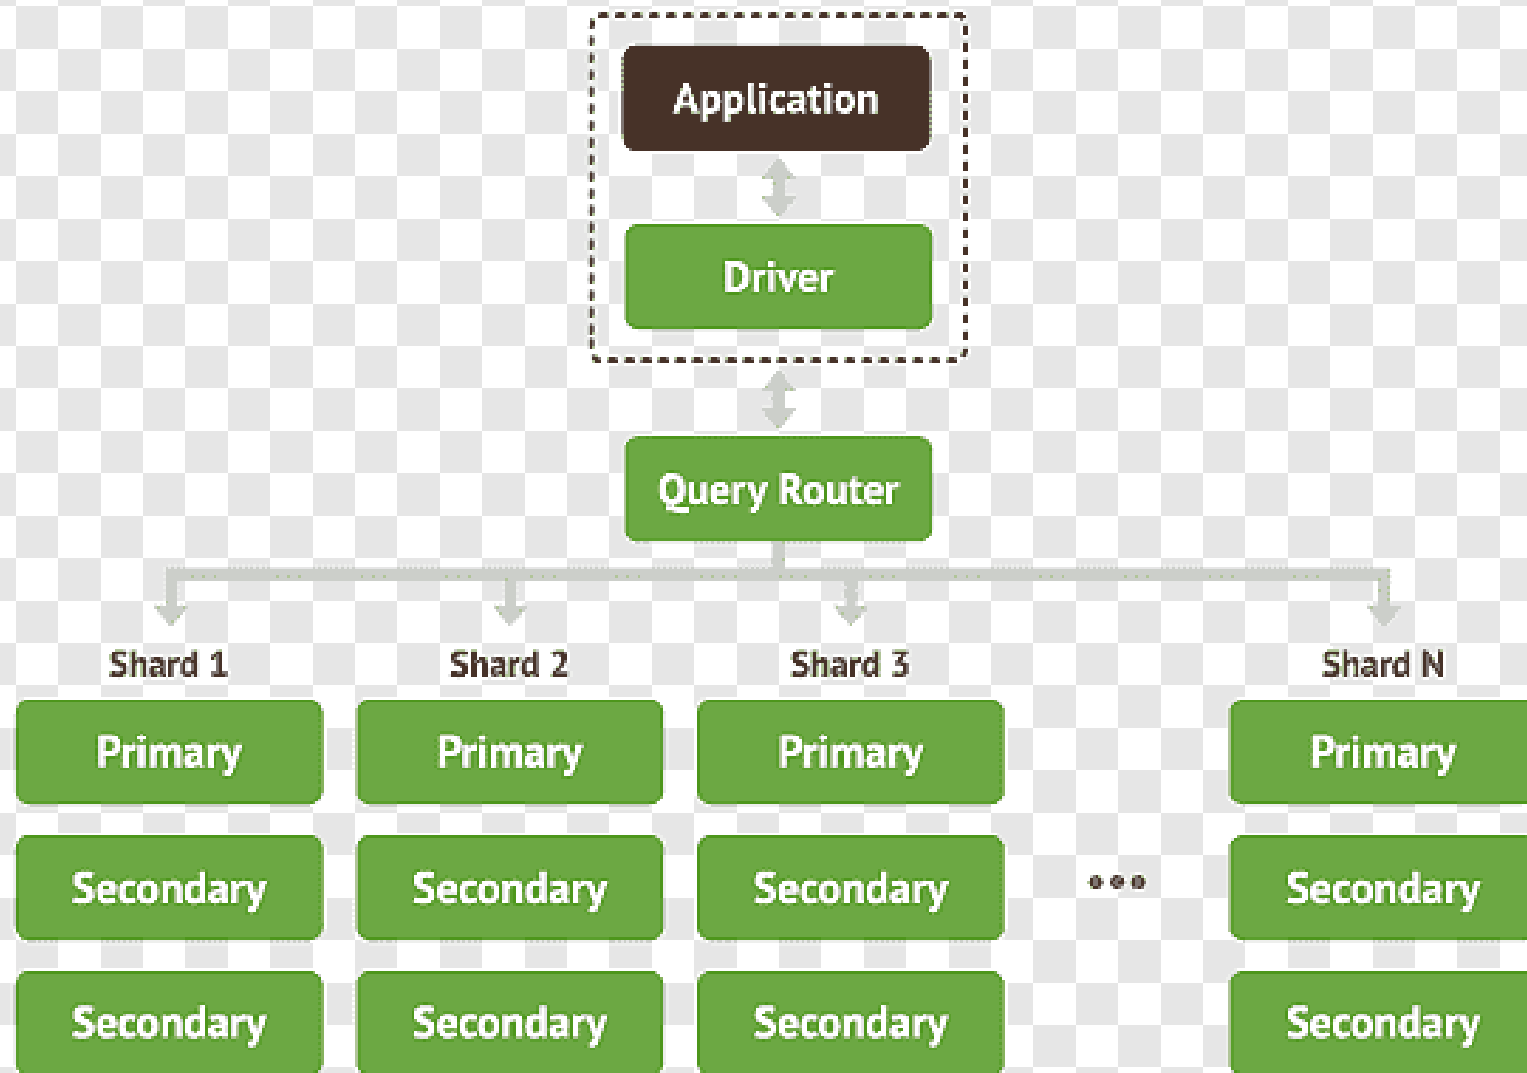 Application
Driver
Query Router
Shard 1
Shard 2
Shard 3
Shard N
Primary
Primary
Primary
Primary
Secondary
Secondary
Secondary
...
Secondary
Secondary
Secondary
Secondary
Secondary